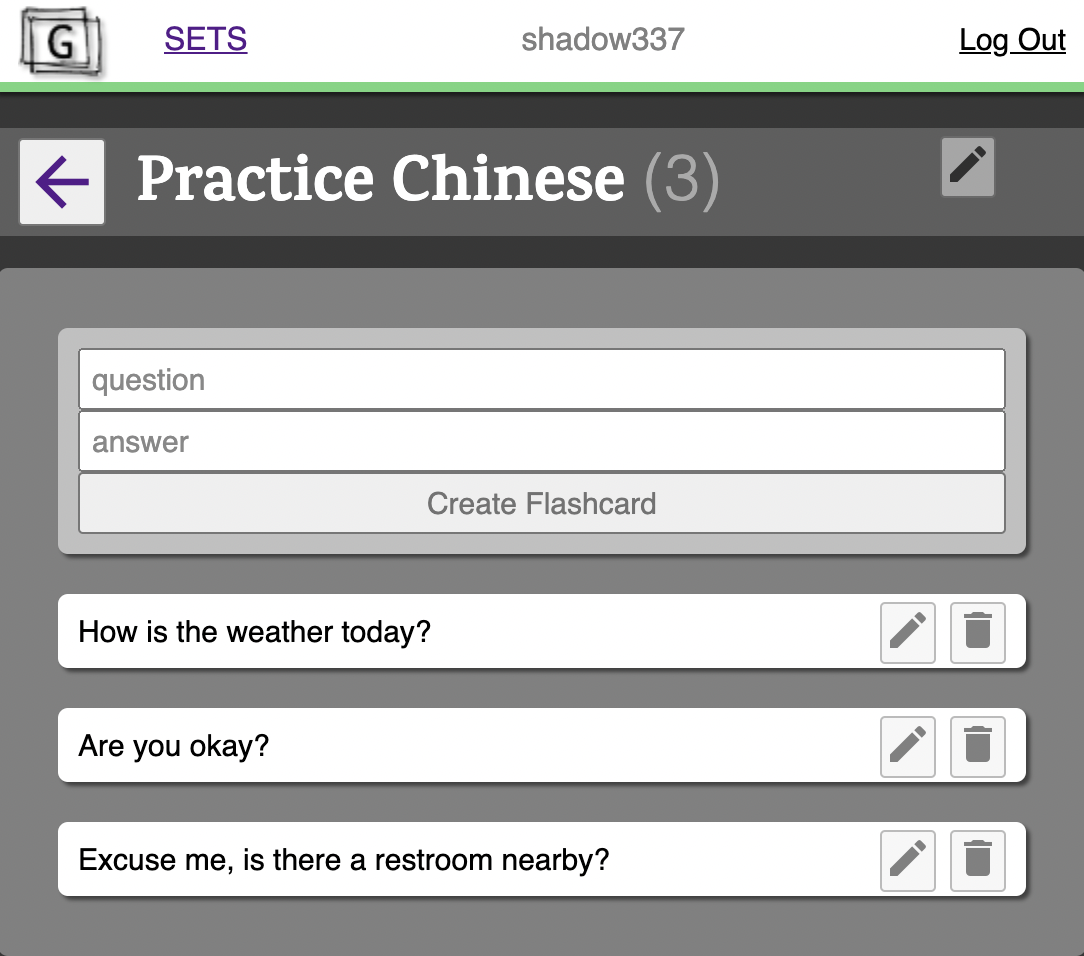 G
SETS
shadow337
Log Out
Practice Chinese (3)
question
answer
Create Flashcard
How is the weather today?
Are you okay?
Excuse me, is there a restroom nearby?